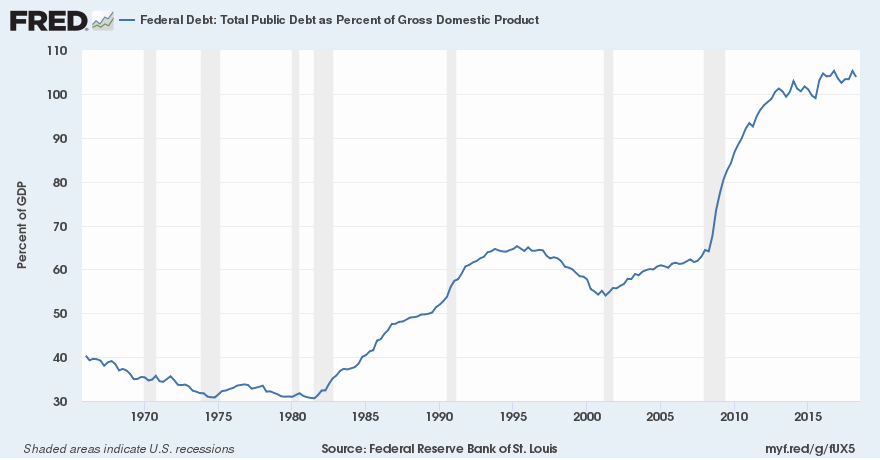 FRED Federal Debt: Total Public Debt as Percent of Gross Domestic Product
110
100
90
80
70
60
50
40
30
Percent of GDP
1970 1975 1980 1985 1990 1995 2000 2005 2010 2015
Shaded areas indicate U.S. recessions Source: Federal Reserve Bank of St. Louis myf.red/g/fUX5